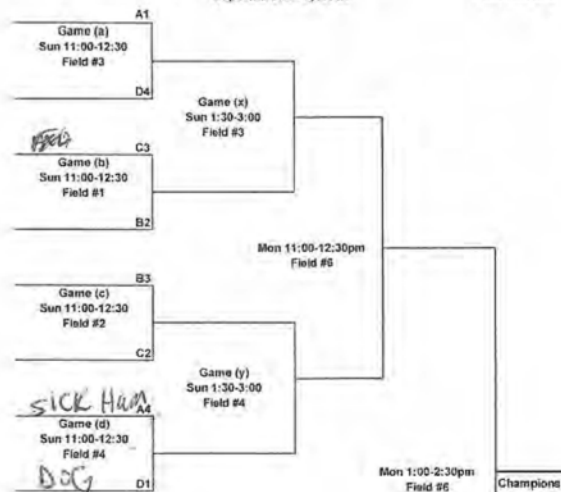 A1
Game (a)
Sun 11:00-12:30
Field #3
D4
Game (x)
Sun 1:30-3:00
Field #3
C3
Game (b)
Sun 11:00-12:30
Field #1
B2
Mon 11:00-12:30pm
Field #6
B3
Game (c)
Sun 11:00-12:30
Field #2
C2
Game (y)
Sun 1:30-3:00
Field #4
SICK HUM A4
Game (d)
Sun 11:00-12:30
Field #4
DOG D1
Mon 1:00-2:30pm
Field #6
Champions